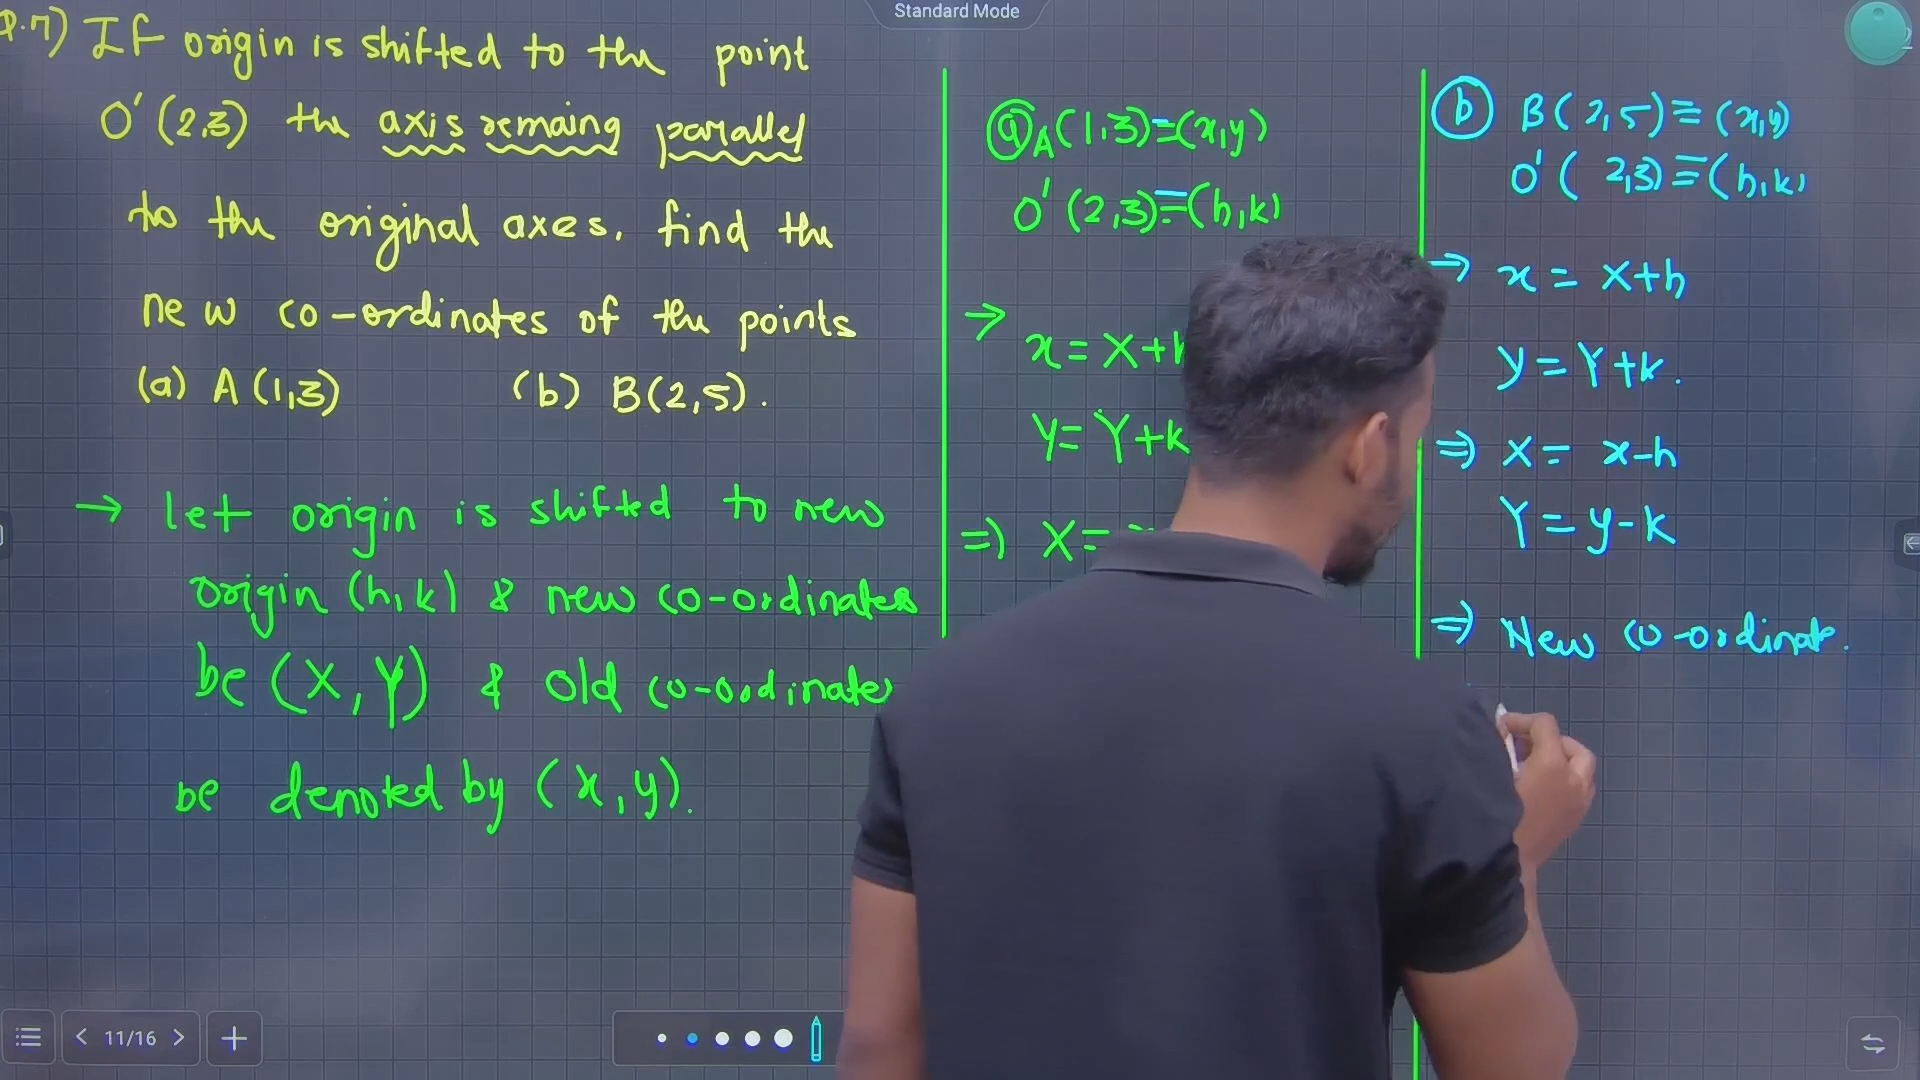 Standard Mode
Q.7) If origin is shifted to the point
O'(2,3) the axis remaing parallel
to the original axes. find the
new co-ordinates of the points
(a) A(1,3) (b) B(2,5).
→ let origin is shifted to new
origin (h,k) & new co-ordinates
be (X,Y) & old co-ordinates
be denoted by (x,y).
ⓐ A(1,3)≡(x,y)
O'(2,3)≡(h,k)
→ x=X+h
y=Y+k
⇒ X=
ⓑ B(2,5)≡(x,y)
O'(2,3)≡(h,k)
→ x=X+h
y=Y+k.
⇒ X=x-h
Y=y-k
⇒ New co-ordinate.
11/16